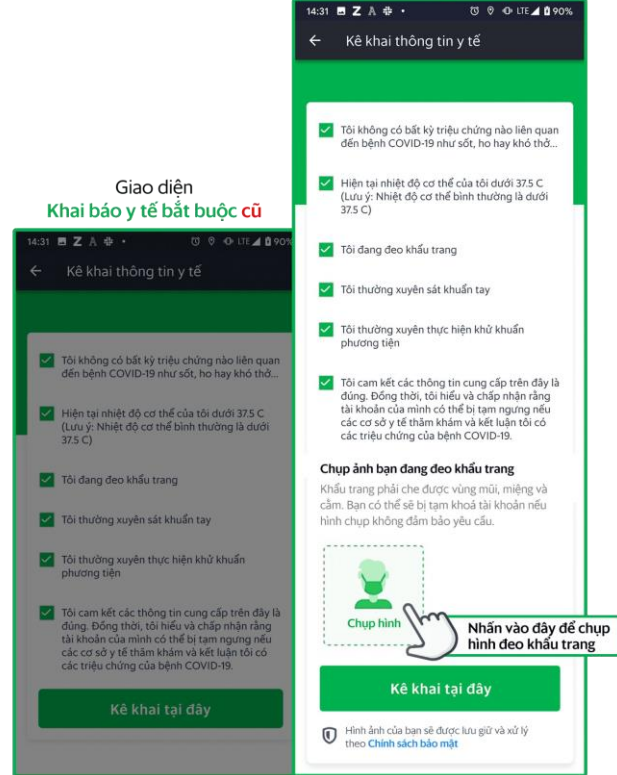 Giao diện
Khai báo y tế bắt buộc cũ
14:31
LTE
90%
Kê khai thông tin y tế
Tôi không có bất kỳ triệu chứng nào liên quan
đến bệnh COVID-19 như sốt, ho hay khó thở...
Hiện tại nhiệt độ cơ thể của tôi dưới 37.5 C
(Lưu ý: Nhiệt độ cơ thể bình thường là dưới
37.5 C)
Tôi đang đeo khẩu trang
Tôi thường xuyên sát khuẩn tay
Tôi thường xuyên thực hiện khử khuẩn
phương tiện
Tôi cam kết các thông tin cung cấp trên đây là
đúng. Đồng thời, tôi hiểu và chấp nhận rằng
tài khoản của mình có thể bị tạm ngưng nếu
các cơ sở y tế thăm khám và kết luận tôi có
các triệu chứng của bệnh COVID-19.
Kê khai tại đây
14:31
LTE
90%
Kê khai thông tin y tế
Tôi không có bất kỳ triệu chứng nào liên quan
đến bệnh COVID-19 như sốt, ho hay khó thở...
Hiện tại nhiệt độ cơ thể của tôi dưới 37.5 C
(Lưu ý: Nhiệt độ cơ thể bình thường là dưới
37.5 C)
Tôi đang đeo khẩu trang
Tôi thường xuyên sát khuẩn tay
Tôi thường xuyên thực hiện khử khuẩn
phương tiện
Tôi cam kết các thông tin cung cấp trên đây là
đúng. Đồng thời, tôi hiểu và chấp nhận rằng
tài khoản của mình có thể bị tạm ngưng nếu
các cơ sở y tế thăm khám và kết luận tôi có
các triệu chứng của bệnh COVID-19.
Chụp ảnh bạn đang đeo khẩu trang
Khẩu trang phải che được vùng mũi, miệng và
cằm. Bạn có thể sẽ bị tạm khoá tài khoản nếu
hình chụp không đảm bảo yêu cầu.
Chụp hình
Nhấn vào đây để chụp
hình đeo khẩu trang
Kê khai tại đây
Hình ảnh của bạn sẽ được lưu giữ và xử lý
theo Chính sách bảo mật